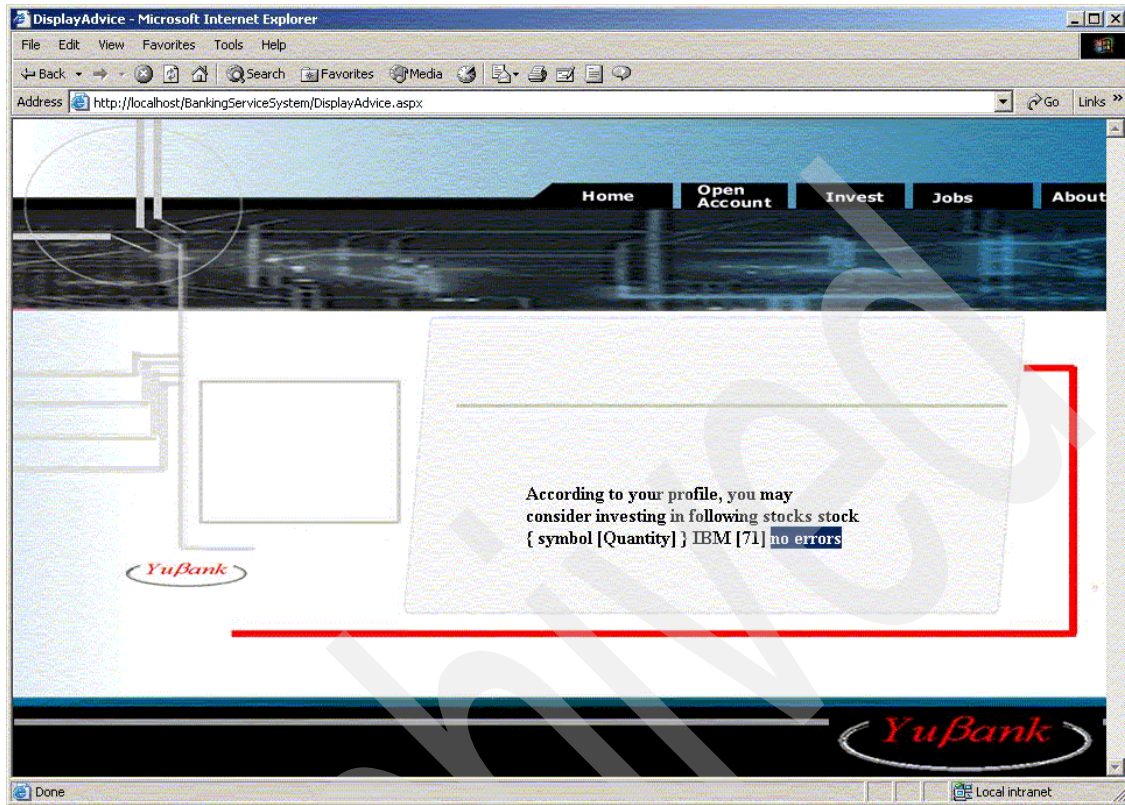 DisplayAdvice - Microsoft Internet Explorer
File Edit View Favorites Tools Help
Back Search Favorites Media
Address http://localhost/BankingServiceSystem/DisplayAdvice.aspx Go Links »
Home Open Account Invest Jobs About
According to your profile, you may
consider investing in following stocks stock
{ symbol [Quantity] } IBM [71] no errors
Yuβank
Yuβank
Done Local intranet